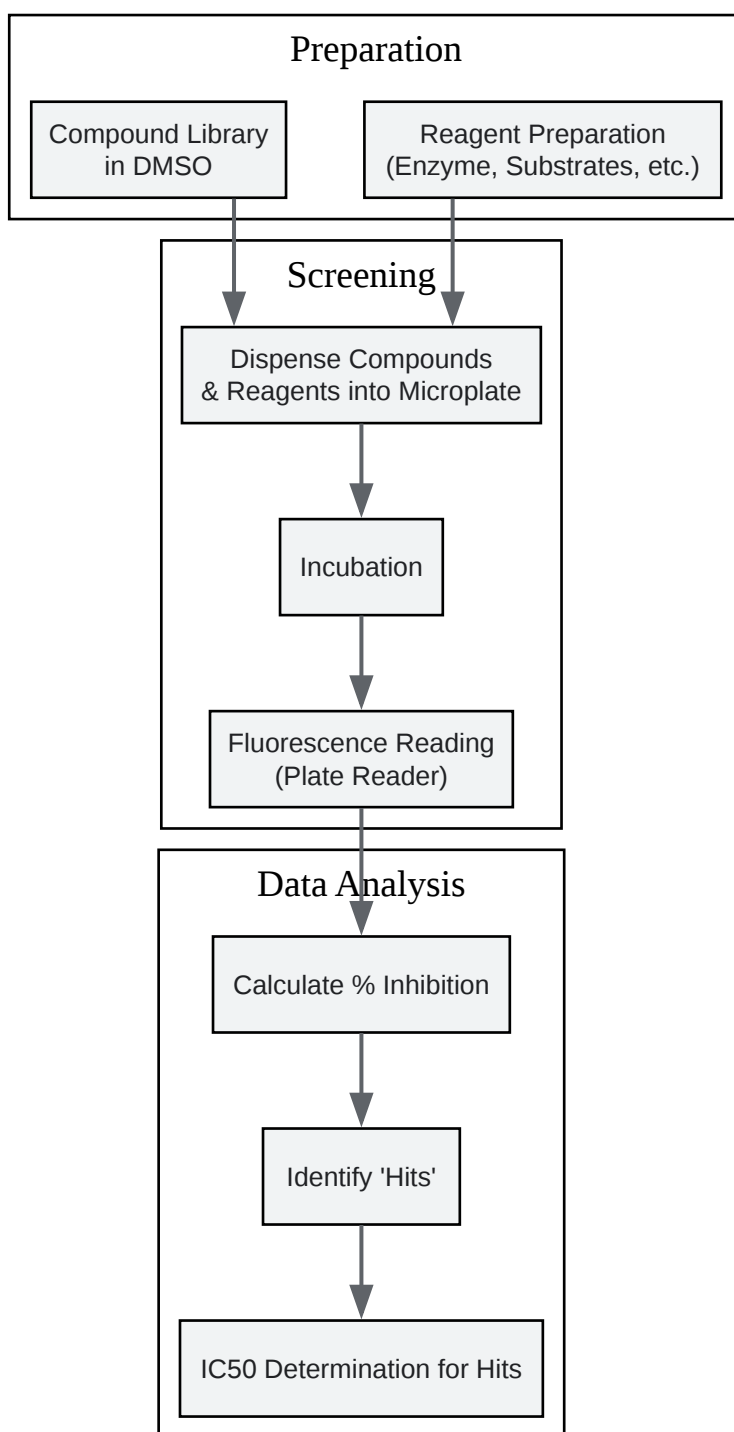 Preparation
Compound Library
in DMSO
Reagent Preparation
(Enzyme, Substrates, etc.)
Screening
Dispense Compounds
& Reagents into Microplate
Incubation
Fluorescence Reading
(Plate Reader)
Data Analysis
Calculate % Inhibition
Identify 'Hits'
IC50 Determination for Hits